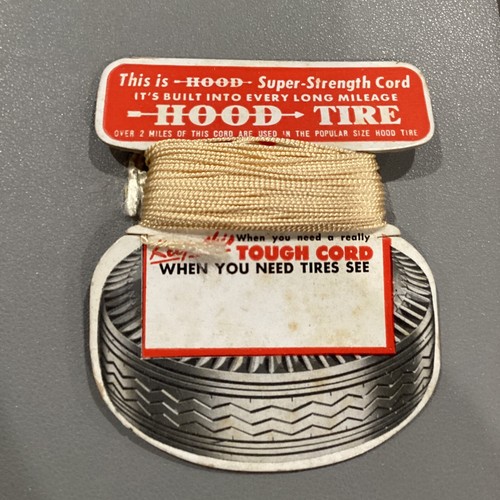 This is HOOD Super-Strength Cord
IT'S BUILT INTO EVERY LONG MILEAGE
HOOD TIRE
OVER 2 MILES OF THIS CORD ARE USED IN THE POPULAR SIZE HOOD TIRE
When you need a really
TOUGH CORD
WHEN YOU NEED TIRES SEE